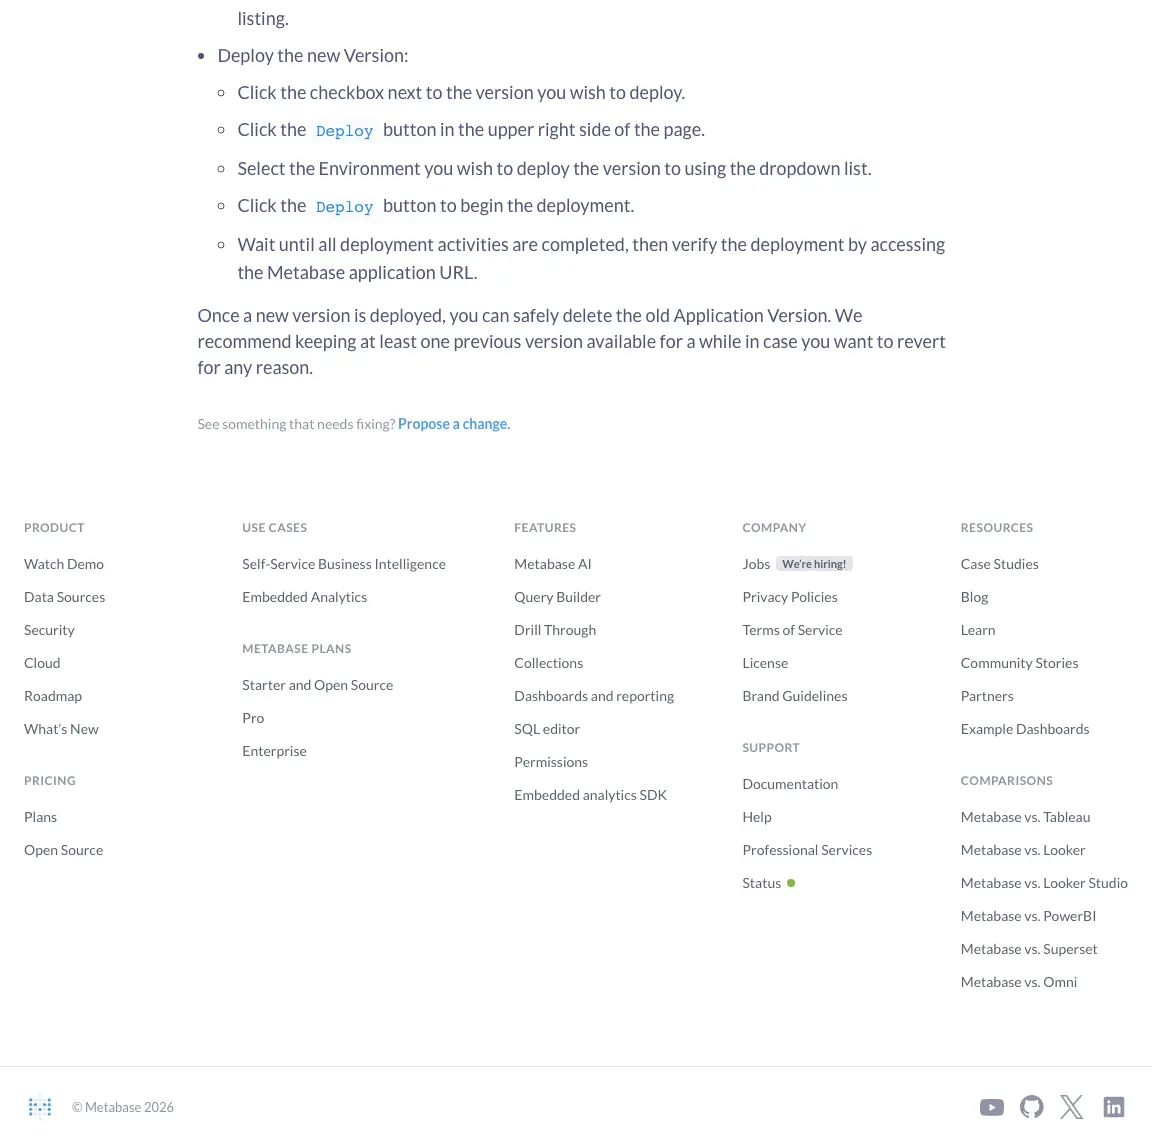 listing.
Deploy the new Version:
Click the checkbox next to the version you wish to deploy.
Click the Deploy button in the upper right side of the page.
Select the Environment you wish to deploy the version to using the dropdown list.
Click the Deploy button to begin the deployment.
Wait until all deployment activities are completed, then verify the deployment by accessing
the Metabase application URL.
Once a new version is deployed, you can safely delete the old Application Version. We
recommend keeping at least one previous version available for a while in case you want to revert
for any reason.
See something that needs fixing? Propose a change.
PRODUCT
Watch Demo
Data Sources
Security
Cloud
Roadmap
What’s New
PRICING
Plans
Open Source
USE CASES
Self-Service Business Intelligence
Embedded Analytics
METABASE PLANS
Starter and Open Source
Pro
Enterprise
FEATURES
Metabase AI
Query Builder
Drill Through
Collections
Dashboards and reporting
SQL editor
Permissions
Embedded analytics SDK
COMPANY
Jobs We’re hiring!
Privacy Policies
Terms of Service
License
Brand Guidelines
SUPPORT
Documentation
Help
Professional Services
Status
RESOURCES
Case Studies
Blog
Learn
Community Stories
Partners
Example Dashboards
COMPARISONS
Metabase vs. Tableau
Metabase vs. Looker
Metabase vs. Looker Studio
Metabase vs. PowerBI
Metabase vs. Superset
Metabase vs. Omni
© Metabase 2026